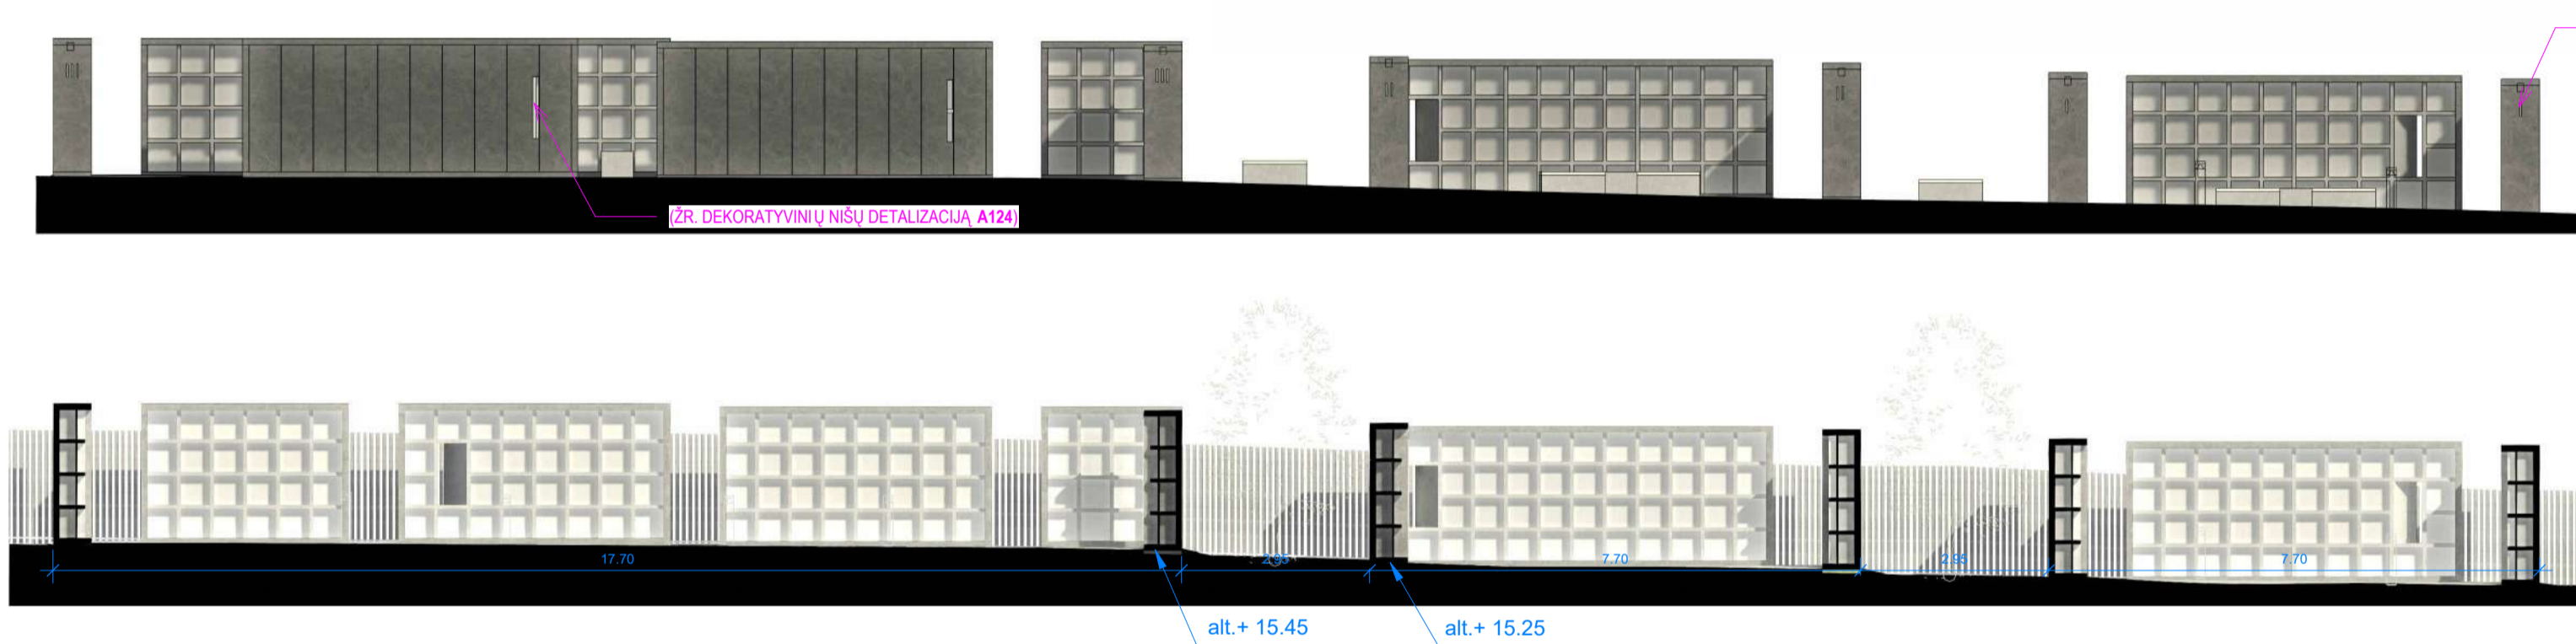 (ŽR. DEKORATYVINIŲ NIŠŲ DETALIZACIJĄ A124)
17.70 2.95 7.70 2.95 7.70
alt.+ 15.45 alt.+ 15.25